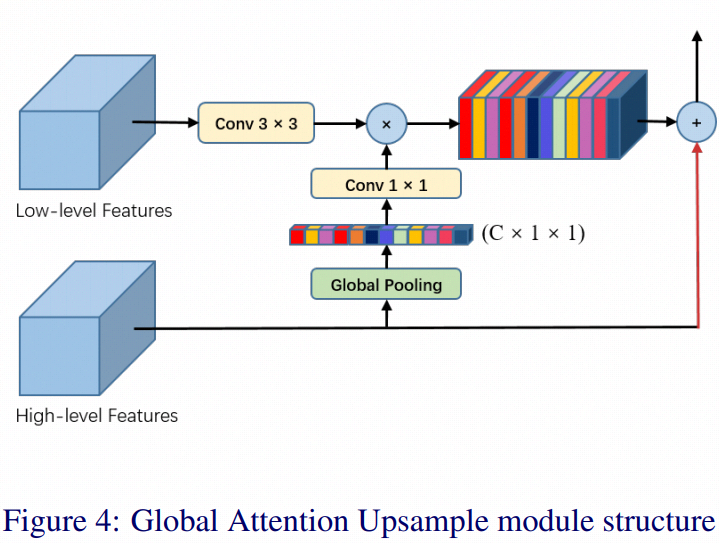 Conv 3 × 3
×
+
Conv 1 × 1
Low-level Features
(C × 1 × 1)
Global Pooling
High-level Features
Figure 4: Global Attention Upsample module structure